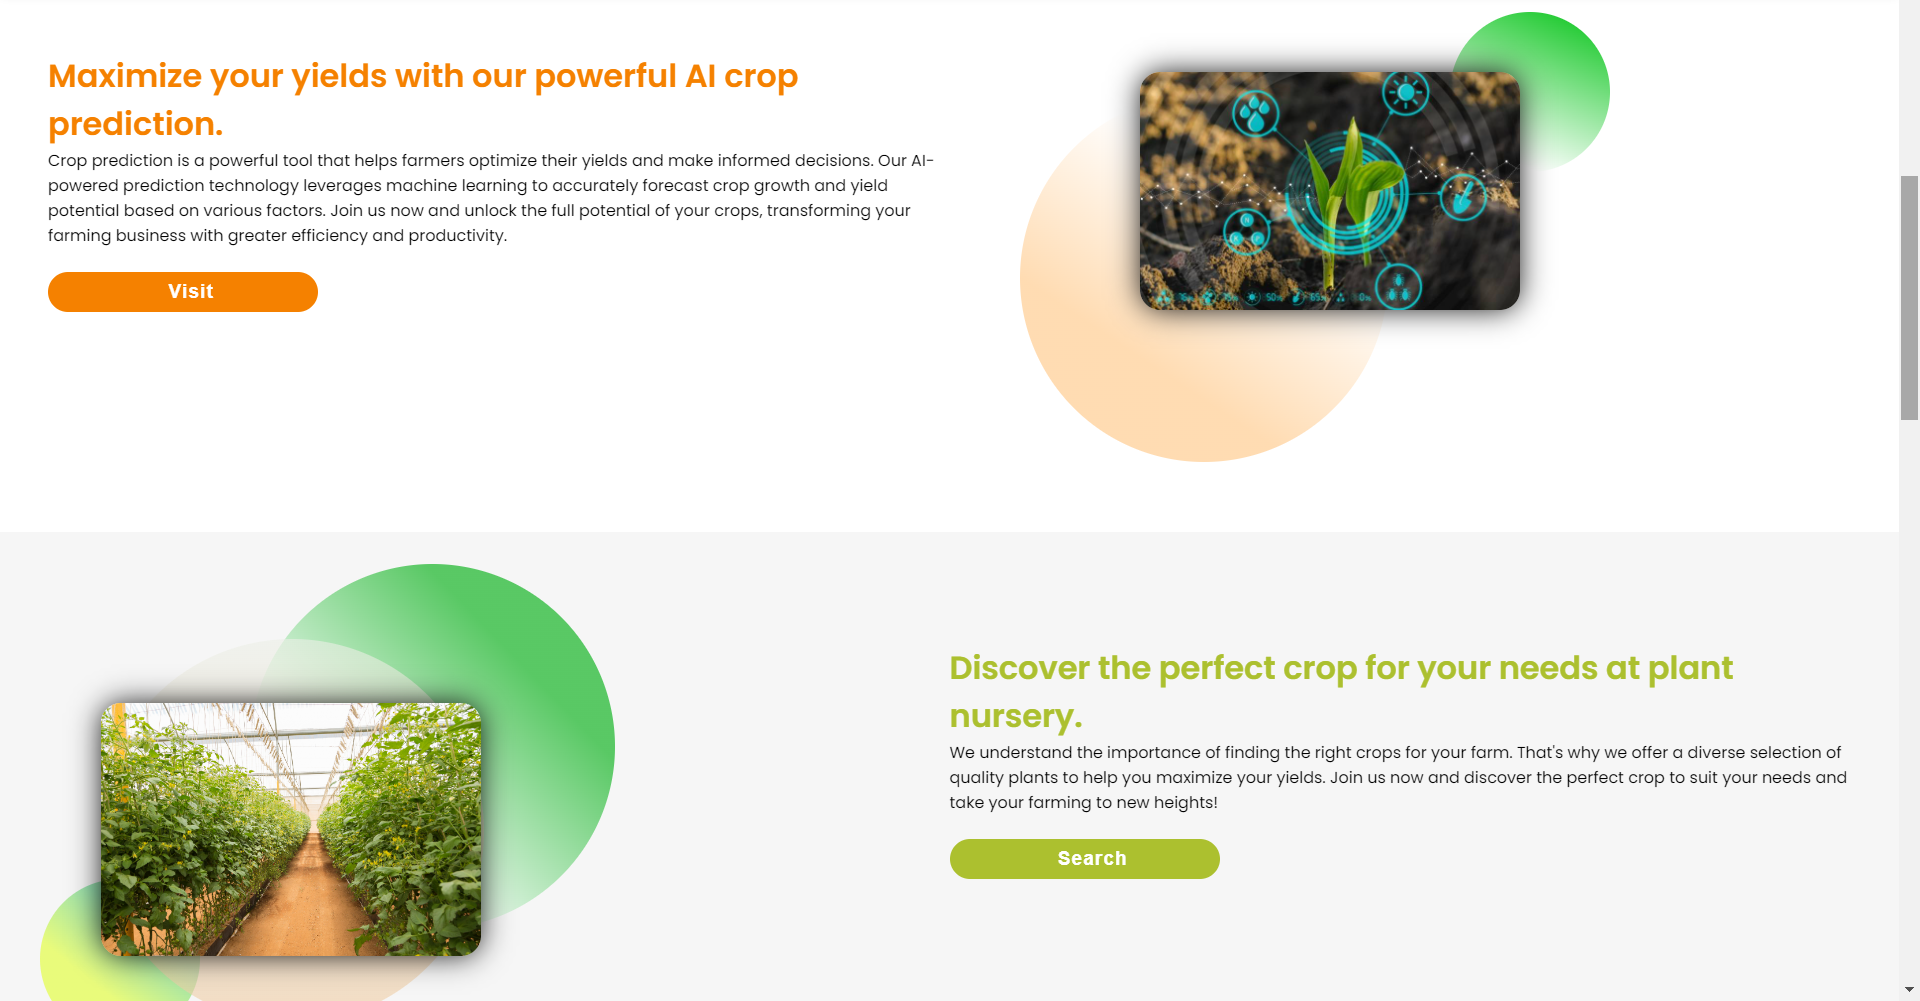 Maximize your yields with our powerful AI crop
prediction.
Crop prediction is a powerful tool that helps farmers optimize their yields and make informed decisions. Our AI-
powered prediction technology leverages machine learning to accurately forecast crop growth and yield
potential based on various factors. Join us now and unlock the full potential of your crops, transforming your
farming business with greater efficiency and productivity.
Visit
Discover the perfect crop for your needs at plant
nursery.
We understand the importance of finding the right crops for your farm. That's why we offer a diverse selection of
quality plants to help you maximize your yields. Join us now and discover the perfect crop to suit your needs and
take your farming to new heights!
Search